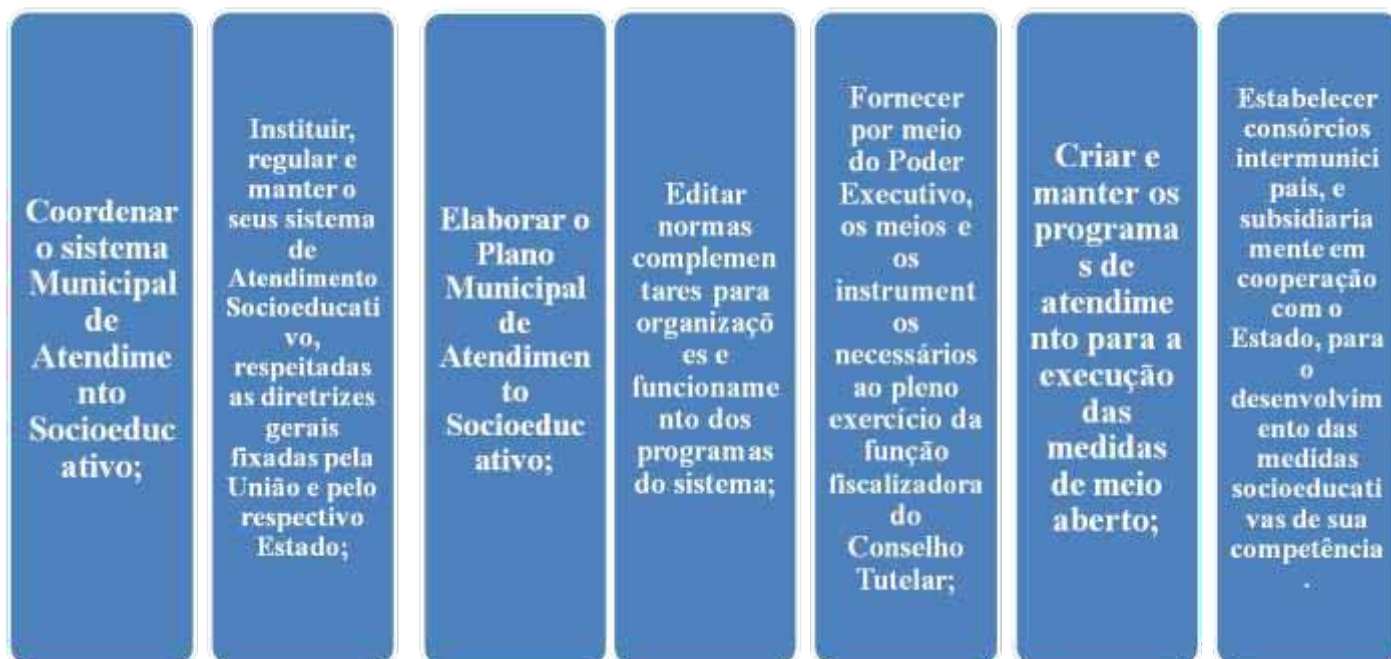 Coordenar
o sistema
Municipal
de
Atendime
nto
Socioeduc
ativo;
Instituir,
regular e
manter o
seus sistema
de
Atendimento
Socioeducati
vo,
respeitadas
as diretrizes
gerais
fixadas pela
União e pelo
respectivo
Estado;
Elaborar o
Plano
Municipal
de
Atendimen
to
Socioeduc
ativo;
Editar
normas
complemen
tares para
organizaçõ
es e
funcioname
nto dos
programas
do sistema;
Fornecer
por meio
do Poder
Executivo,
os meios e
os
instrument
os
necessários
ao pleno
exercício da
função
fiscalizadora
do
Conselho
Tutelar;
Criar e
manter os
programa
s de
atendime
nto para a
execução
das
medidas
de meio
aberto;
Estabelecer
consórcios
intermunici
pais, e
subsidiaria
mente em
cooperação
com o
Estado, para
o
desenvolvim
ento das
medidas
socioeducati
vas de sua
competência
.